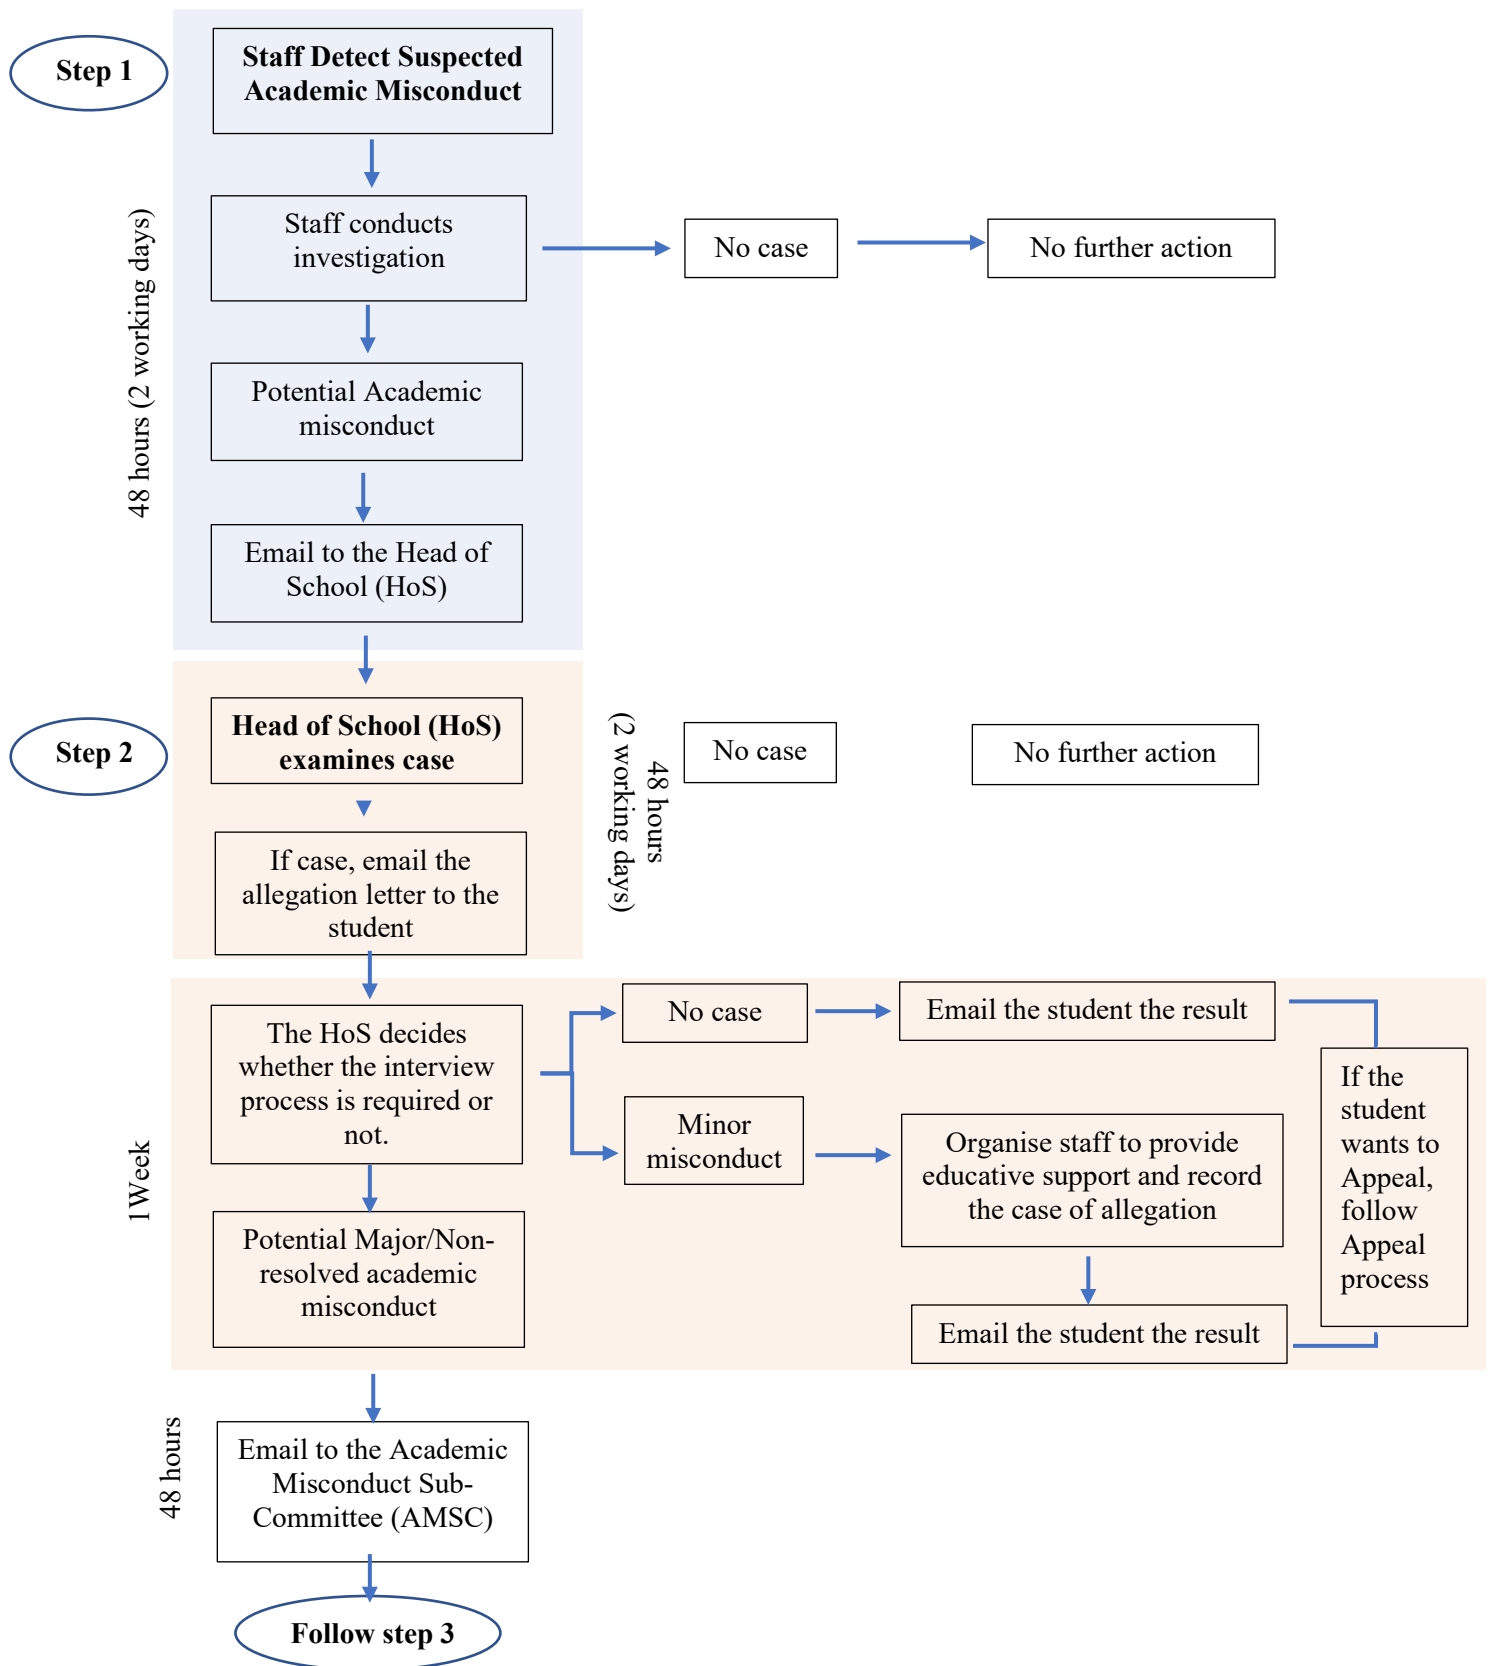 Step 1
Staff Detect Suspected
Academic Misconduct
48 hours (2 working days)
Staff conducts
investigation
No case
No further action
Potential Academic
misconduct
Email to the Head of
School (HoS)
Step 2
Head of School (HoS)
examines case
48 hours
(2 working days)
No case
No further action
If case, email the
allegation letter to the
student
1Week
The HoS decides
whether the interview
process is required or
not.
No case
Email the student the result
Minor
misconduct
Organise staff to provide
educative support and record
the case of allegation
Email the student the result
If the
student
wants to
Appeal,
follow
Appeal
process
Potential Major/Non-
resolved academic
misconduct
48 hours
Email to the Academic
Misconduct Sub-
Committee (AMSC)
Follow step 3